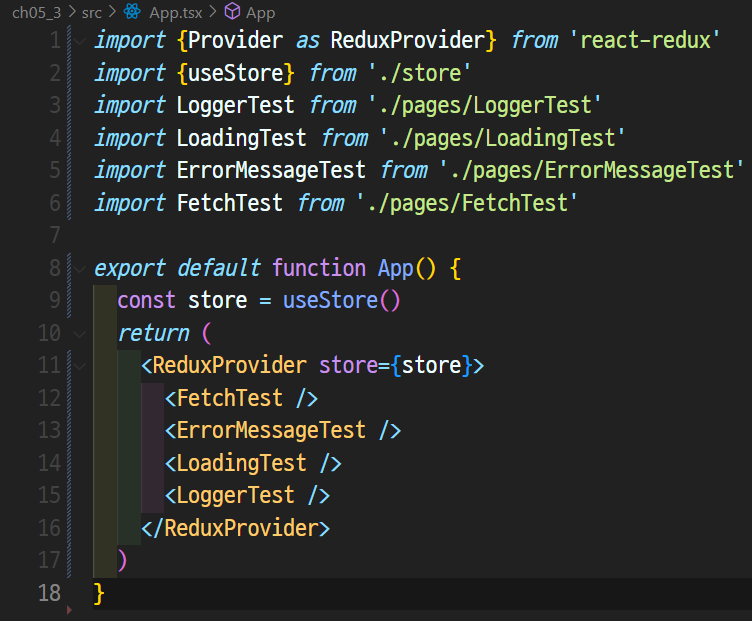 ch05_3 > src > App.tsx > App
1 import {Provider as ReduxProvider} from 'react-redux'
2 import {useStore} from './store'
3 import LoggerTest from './pages/LoggerTest'
4 import LoadingTest from './pages/LoadingTest'
5 import ErrorMessageTest from './pages/ErrorMessageTest'
6 import FetchTest from './pages/FetchTest'
7
8 export default function App() {
9   const store = useStore()
10   return (
11     <ReduxProvider store={store}>
12       <FetchTest />
13       <ErrorMessageTest />
14       <LoadingTest />
15       <LoggerTest />
16     </ReduxProvider>
17   )
18 }